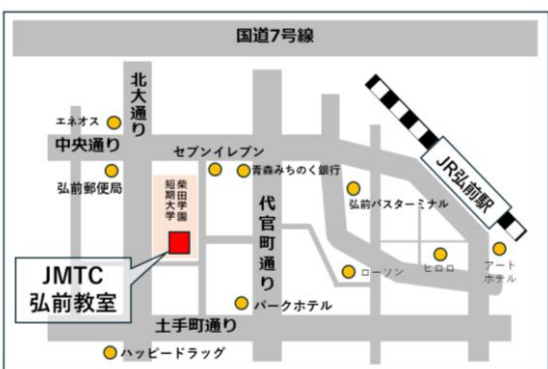 国道7号線
北大通り
エネオス
中央通り
セブンイレブン
弘前郵便局
柴田学園
短期大学
青森みちのく銀行
JR弘前駅
弘前バスターミナル
代官町通り
JMTC
弘前教室
ローソン
ヒロロ
アート
ホテル
パークホテル
土手町通り
ハッピードラッグ